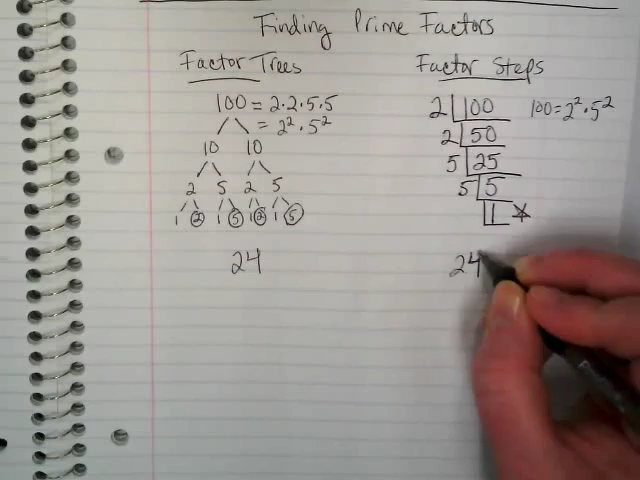 Finding Prime Factors
Factor Trees
100 = 2·2·5·5
= 2²·5²
10 10
2 5 2 5
1 2 1 5 1 2 1 5
24
Factor Steps
2 100 100=2²·5²
2 50
5 25
5 5
1 *
24